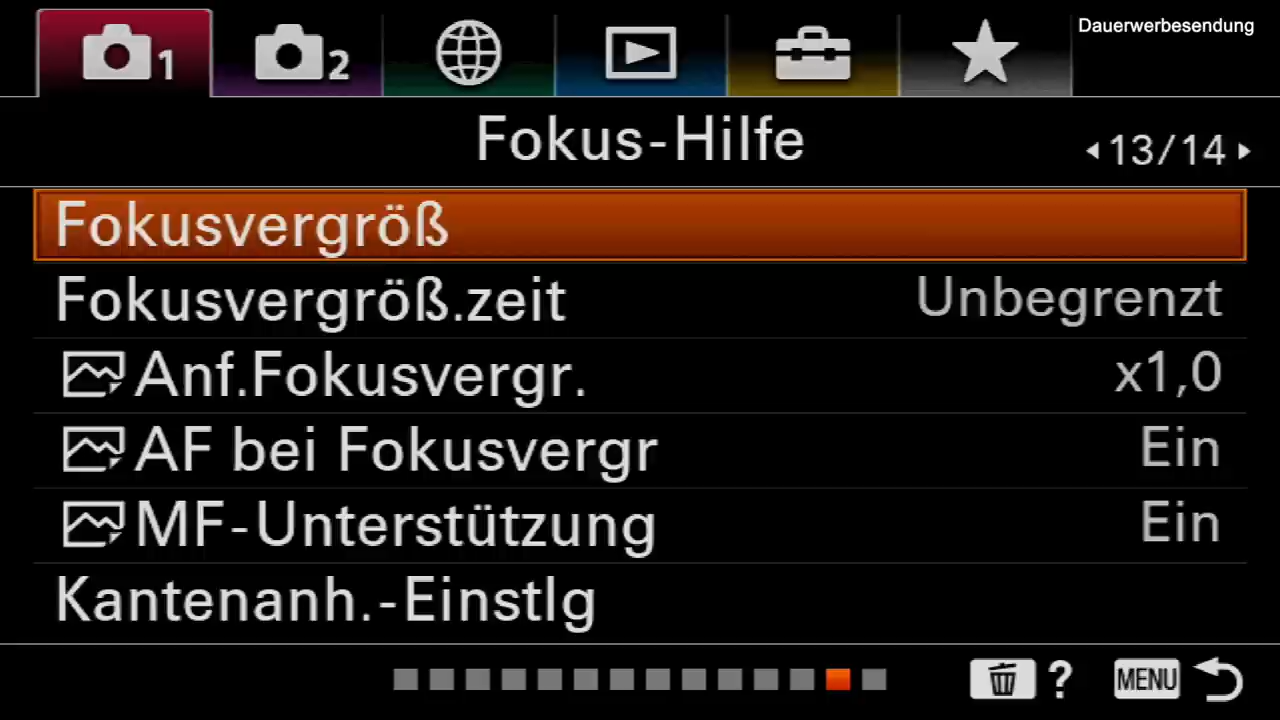 1
2
Dauerwerbesendung
Fokus-Hilfe
13/14
Fokusvergröß
Fokusvergröß.zeit Unbegrenzt
Anf.Fokusvergr. x1,0
AF bei Fokusvergr Ein
MF-Unterstützung Ein
Kantenanh.-Einstlg
? MENU